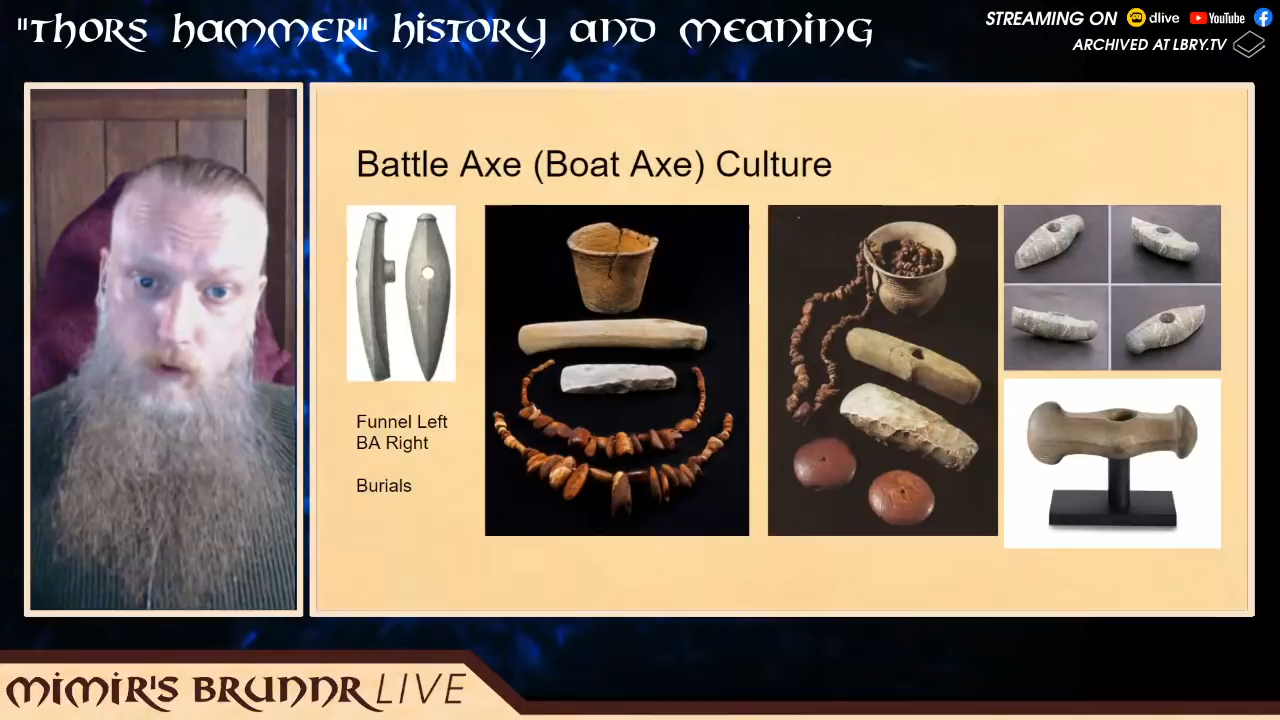 "Thors hammer" history and meaning
STREAMING ON dlive YouTube
ARCHIVED AT LBRY.TV
Battle Axe (Boat Axe) Culture
Funnel Left
BA Right
Burials
mimir's brunnr LIVE